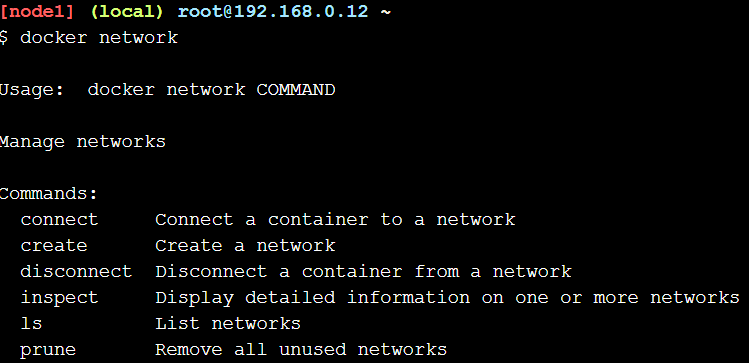 [node1] (local) root@192.168.0.12 ~
$ docker network
Usage:  docker network COMMAND
Manage networks
Commands:
  connect     Connect a container to a network
  create      Create a network
  disconnect  Disconnect a container from a network
  inspect     Display detailed information on one or more networks
  ls          List networks
  prune       Remove all unused networks